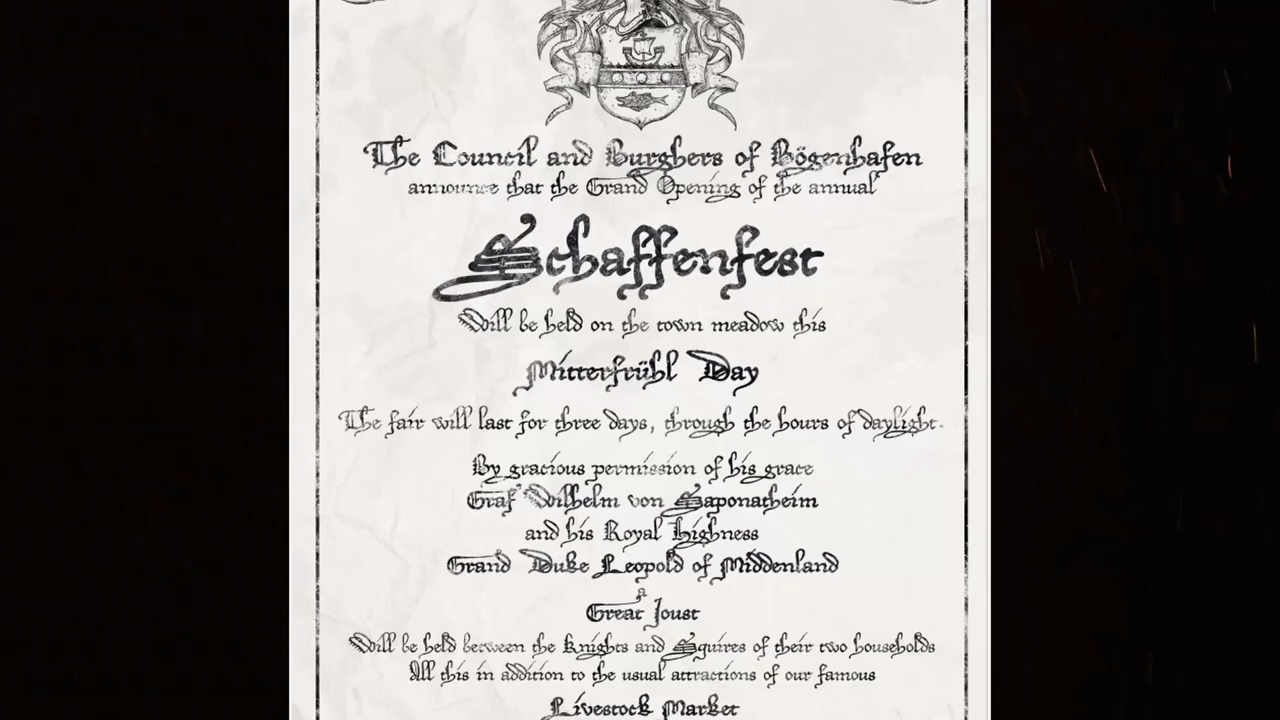 The Council and Burghers of Bögenhafen
announce that the Grand Opening of the annual
Schaffenfest
Will be held on the town meadow this
Mitterfrühl Day
The fair will last for three days, through the hours of daylight.
By gracious permission of his grace
Graf Wilhelm von Saponatheim
and his Royal Highness
Grand Duke Leopold of Middenland
a
Great Joust
Will be held between the Knights and Squires of their two households
All this in addition to the usual attractions of our famous
Livestock Market